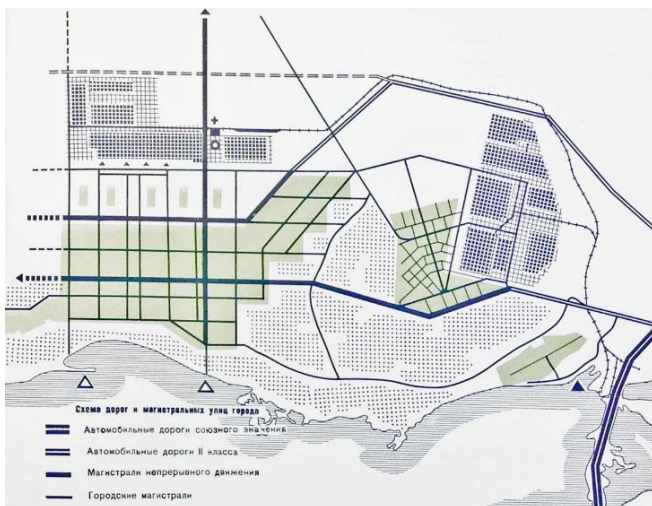 Схема дорог и магистральных улиц города
Автомобильные дороги союзного значения
Автомобильные дороги II класса
Магистрали непрерывного движения
Городские магистрали